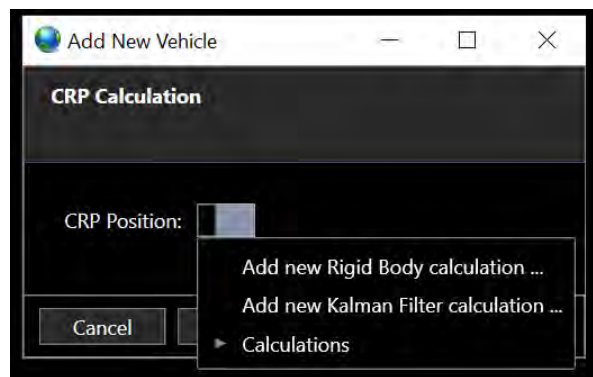 Add New Vehicle
CRP Calculation
CRP Position:
Add new Rigid Body calculation ...
Add new Kalman Filter calculation ...
Cancel
Calculations